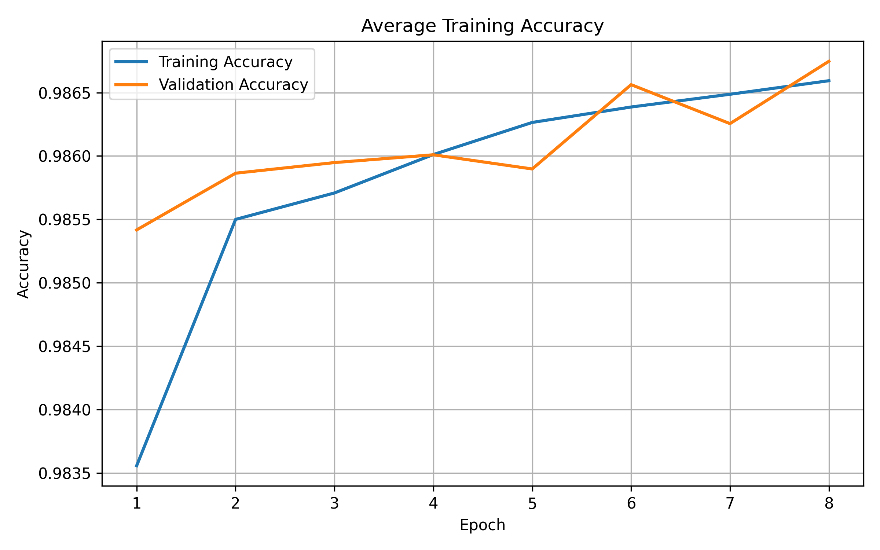 Average Training Accuracy
Training Accuracy
Validation Accuracy
0.9865
0.9860
0.9855
0.9850
0.9845
0.9840
0.9835
Accuracy
1 2 3 4 5 6 7 8
Epoch